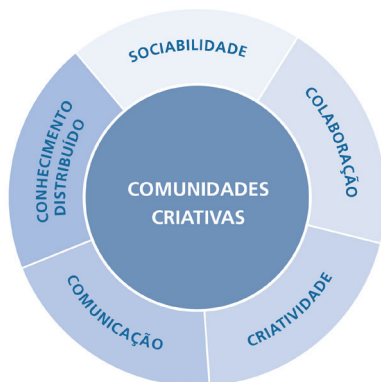 SOCIABILIDADE
COLABORAÇÃO
CRIATIVIDADE
COMUNICAÇÃO
CONHECIMENTO
DISTRIBUÍDO
COMUNIDADES
CRIATIVAS